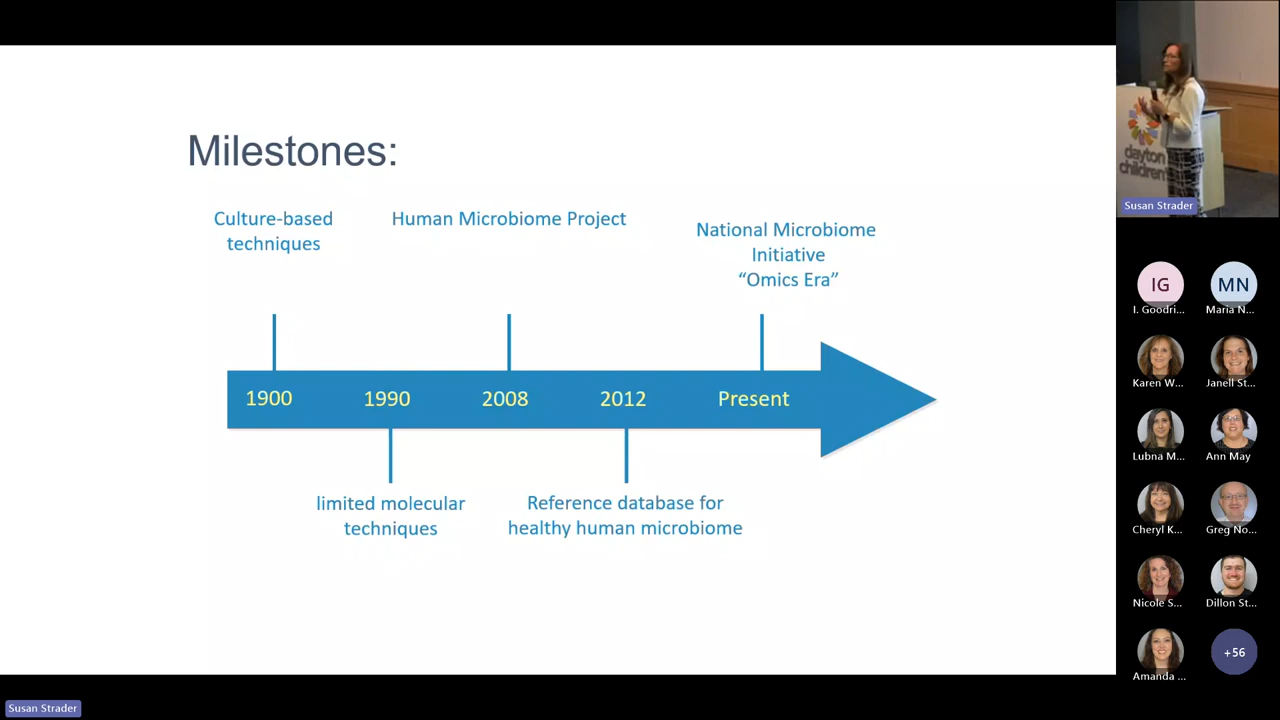 Milestones:
Culture-based
techniques
Human Microbiome Project
National Microbiome
Initiative
“Omics Era”
1900
1990
2008
2012
Present
limited molecular
techniques
Reference database for
healthy human microbiome
dayton
children's
Susan Strader
IG
I. Goodri...
MN
Maria N...
Karen W...
Janell St...
Lubna M...
Ann May
Cheryl K...
Greg No...
Nicole S...
Dillon St...
Amanda ...
+56
Susan Strader